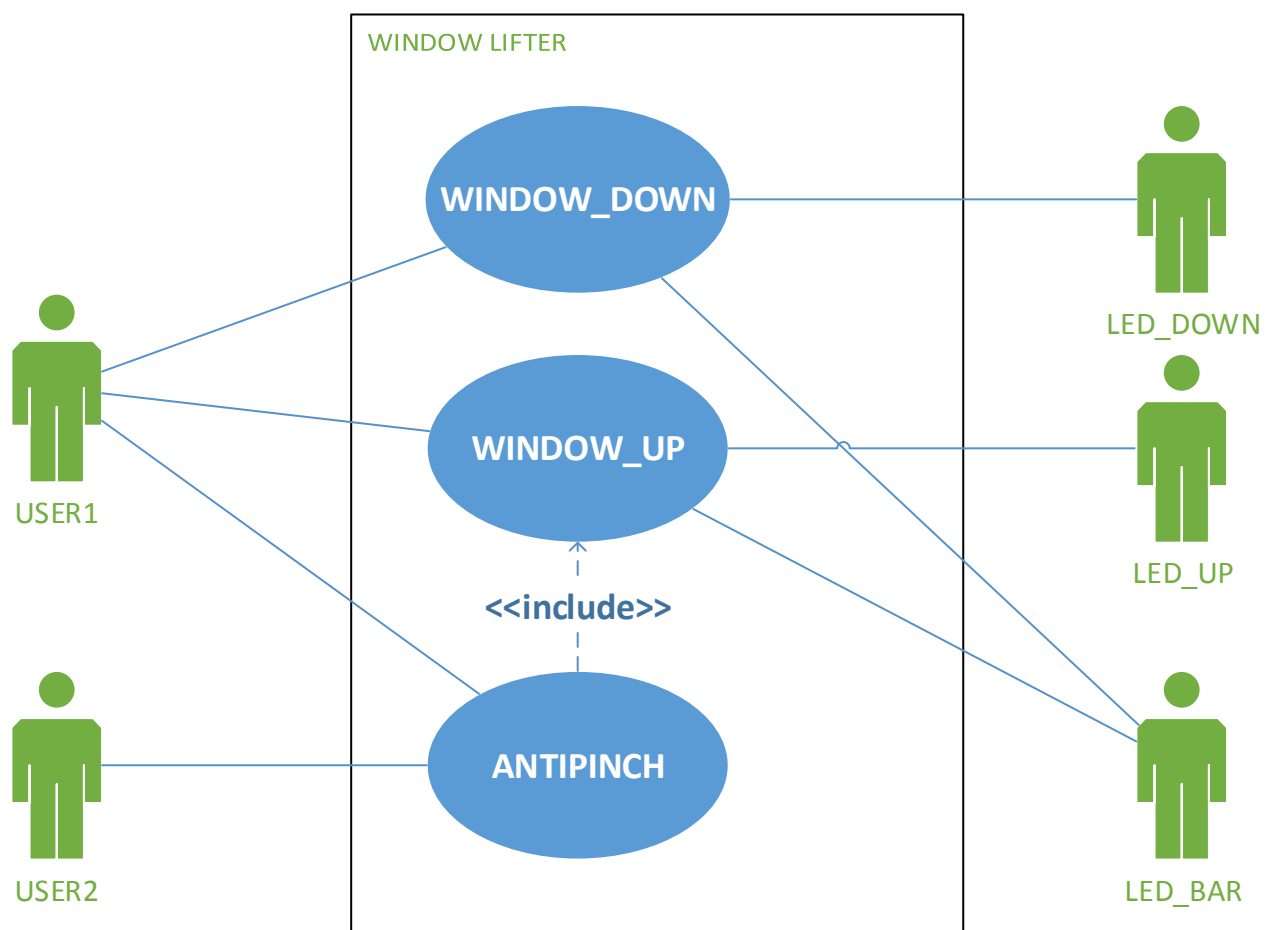 WINDOW LIFTER
WINDOW_DOWN
LED_DOWN
WINDOW_UP
USER1
LED_UP
<<include>>
ANTIPINCH
USER2
LED_BAR